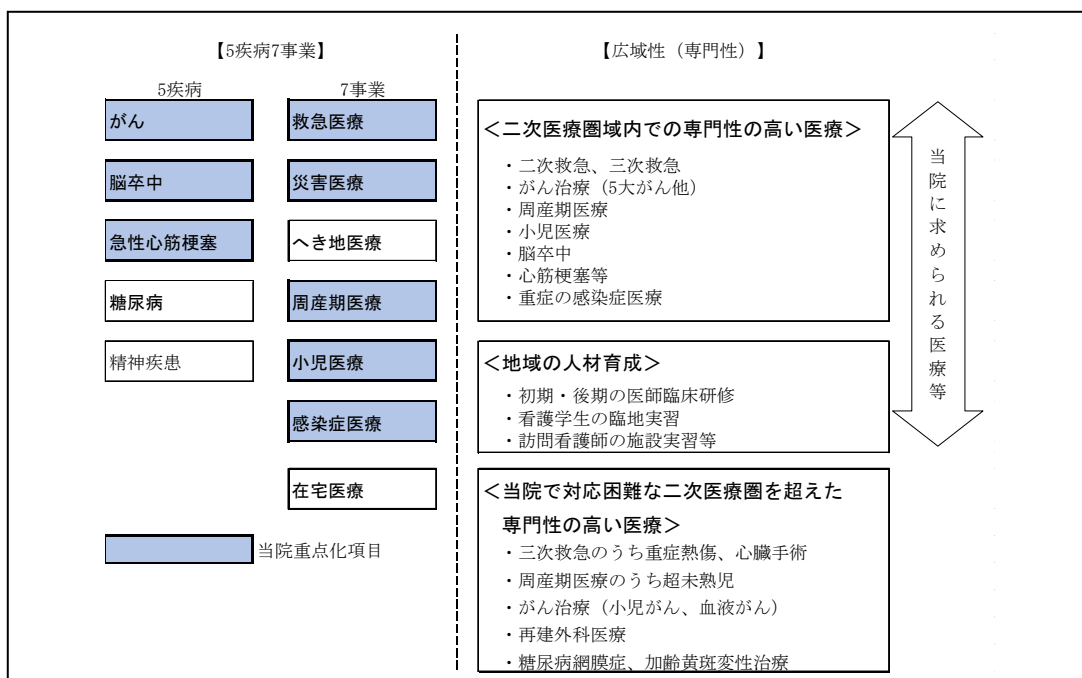 【5疾病7事業】
5疾病
がん
脳卒中
急性心筋梗塞
糖尿病
精神疾患
7事業
救急医療
災害医療
へき地医療
周産期医療
小児医療
感染症医療
在宅医療
当院重点化項目
【広域性（専門性）】
＜二次医療圏域内での専門性の高い医療＞
・二次救急、三次救急
・がん治療（5大がん他）
・周産期医療
・小児医療
・脳卒中
・心筋梗塞等
・重症の感染症医療
＜地域の人材育成＞
・初期・後期の医師臨床研修
・看護学生の臨地実習
・訪問看護師の施設実習等
＜当院で対応困難な二次医療圏を超えた
専門性の高い医療＞
・三次救急のうち重症熱傷、心臓手術
・周産期医療のうち超未熟児
・がん治療（小児がん、血液がん）
・再建外科医療
・糖尿病網膜症、加齢黄斑変性治療
当院に求められる医療等